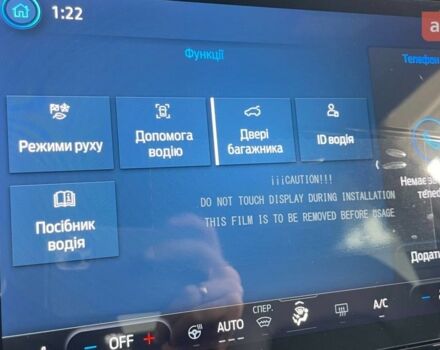 1:22
Функції
Телефон
Режими руху
Допомога
водію
Двері
багажника
ID водія
Посібник
водія
¡¡¡CAUTION!!!
DO NOT TOUCH DISPLAY DURING INSTALLATION
THIS FILM IS TO BE REMOVED BEFORE USAGE
Немає
Додати
СПЕР.
OFF
AUTO
A/C